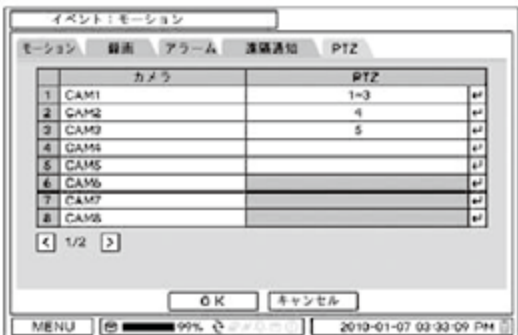 イベント：モーション
モーション 録画 アラーム 遠隔通知 PTZ
カメラ PTZ
1 CAM1 1~3
2 CAM2 4
3 CAM3 5
4 CAM4
5 CAM5
6 CAM6
7 CAM7
8 CAM8
1/2
OK キャンセル
MENU 99% 2010-01-07 03:33:09 PM